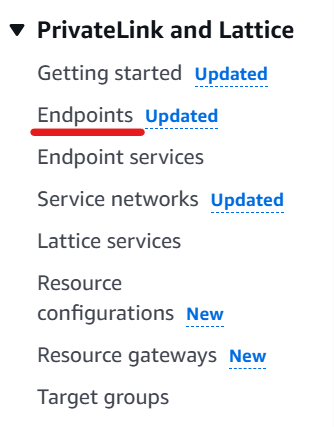 PrivateLink and Lattice
Getting started Updated
Endpoints Updated
Endpoint services
Service networks Updated
Lattice services
Resource
configurations New
Resource gateways New
Target groups